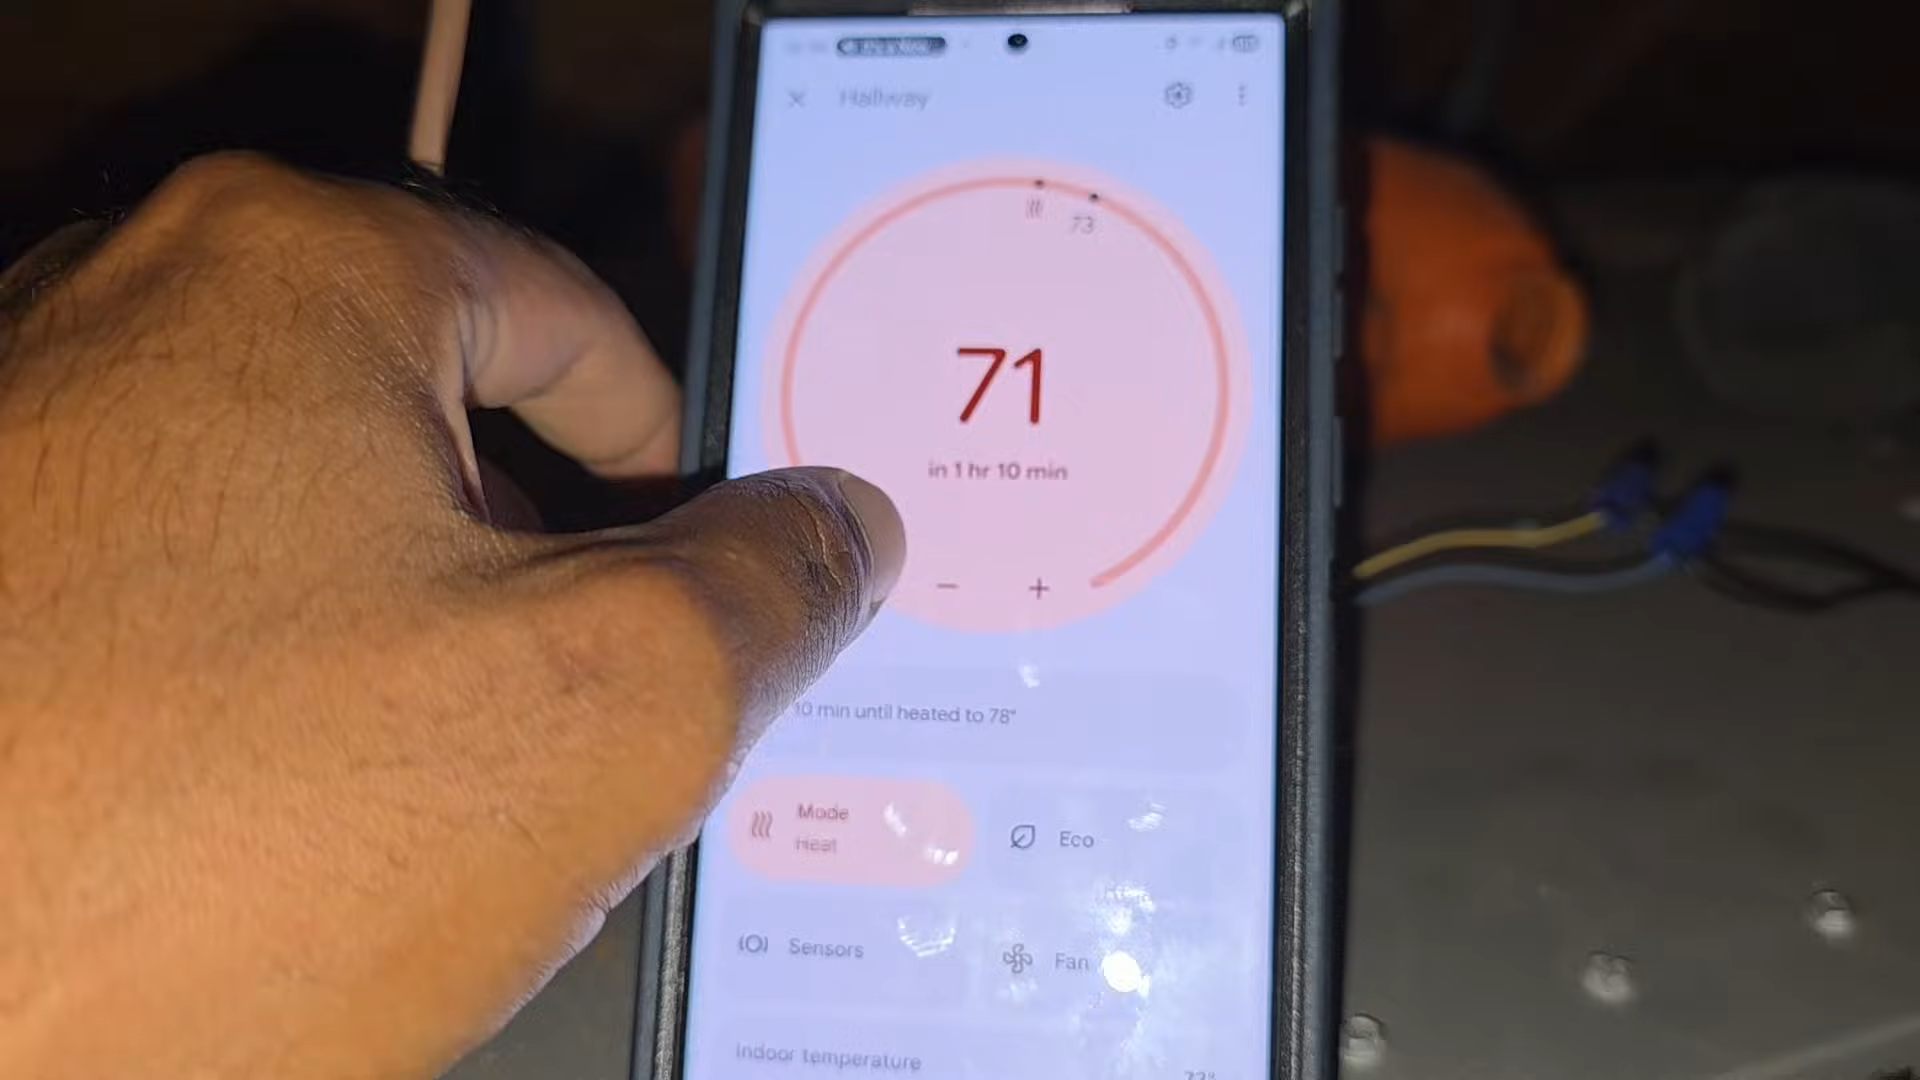 Hallway
73
71
in 1 hr 10 min
10 min until heated to 78°
Mode
Heat
Eco
Sensors
Fan
Indoor temperature